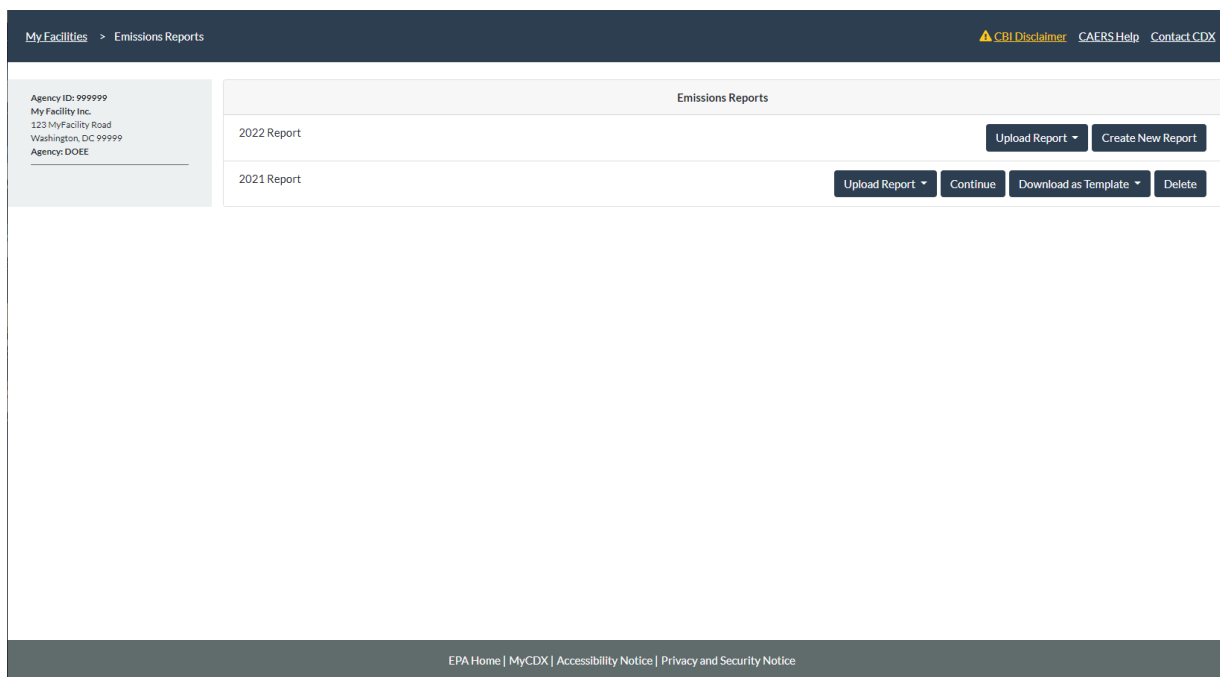 My Facilities > Emissions Reports
CBI Disclaimer CAERS Help Contact CDX
Agency ID: 999999
My Facility Inc.
123 MyFacility Road
Washington, DC 99999
Agency: DOEE
Emissions Reports
2022 Report
Upload Report Create New Report
2021 Report
Upload Report Continue Download as Template Delete
EPA Home | MyCDX | Accessibility Notice | Privacy and Security Notice